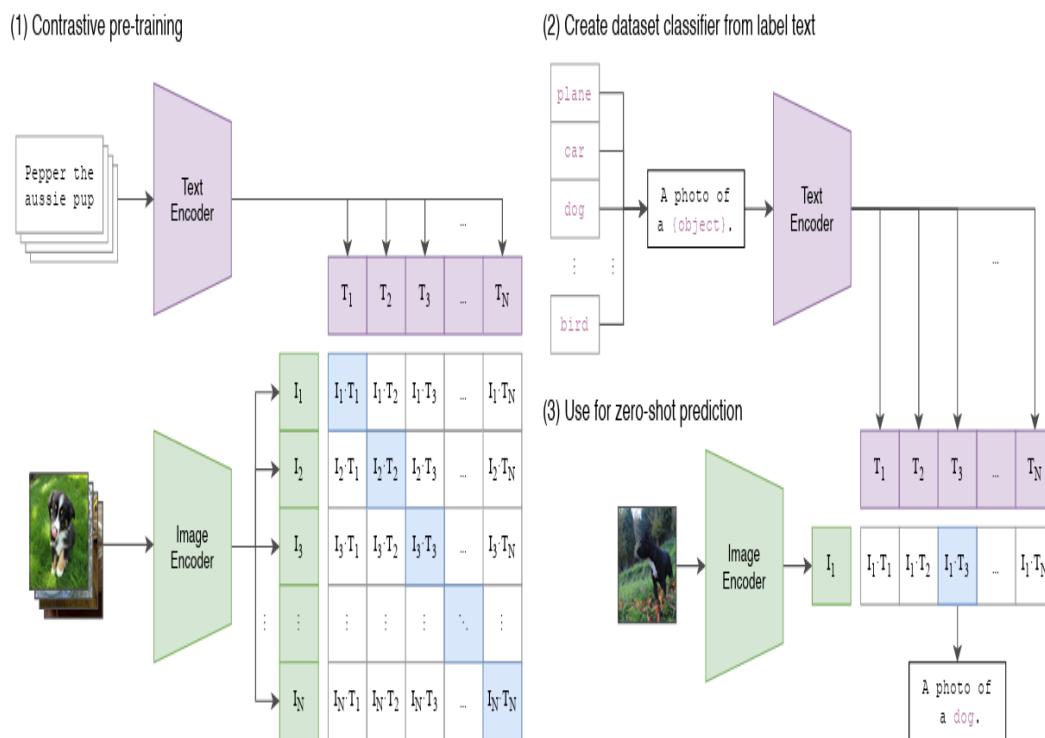 (1) Contrastive pre-training
Pepper the
aussie pup
Text
Encoder
...
T1 T2 T3 ... TN
I1 I1·T1 I1·T2 I1·T3 ... I1·TN
I2 I2·T1 I2·T2 I2·T3 ... I2·TN
Image
Encoder
I3 I3·T1 I3·T2 I3·T3 ... I3·TN
⋮ ⋮ ⋮ ⋮ ⋮ ⋱ ⋮
IN IN·T1 IN·T2 IN·T3 ... IN·TN
(2) Create dataset classifier from label text
plane
car
dog
⋮ ⋮
bird
A photo of
a {object}.
Text
Encoder
...
(3) Use for zero-shot prediction
T1 T2 T3 ... TN
Image
Encoder
I1 I1·T1 I1·T2 I1·T3 ... I1·TN
A photo of
a dog.